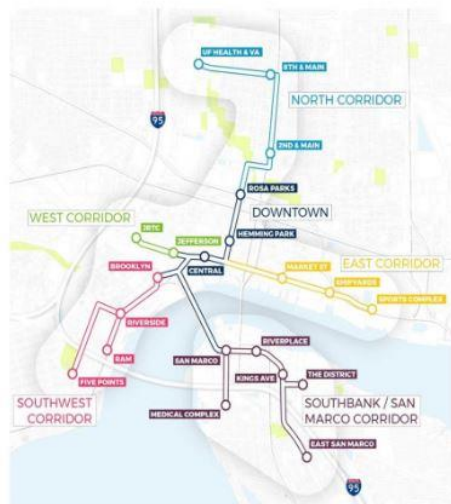 UF HEALTH & VA
8TH & MAIN
NORTH CORRIDOR
95
2ND & MAIN
ROSA PARKS
WEST CORRIDOR
DOWNTOWN
JRTC
JEFFERSON
HEMMING PARK
EAST CORRIDOR
BROOKLYN
CENTRAL
MARKET ST
SHIPYARDS
SPORTS COMPLEX
RIVERSIDE
RAM
SAN MARCO
RIVERPLACE
FIVE POINTS
KINGS AVE
THE DISTRICT
SOUTHWEST
CORRIDOR
MEDICAL COMPLEX
SOUTHBANK / SAN
MARCO CORRIDOR
EAST SAN MARCO
95